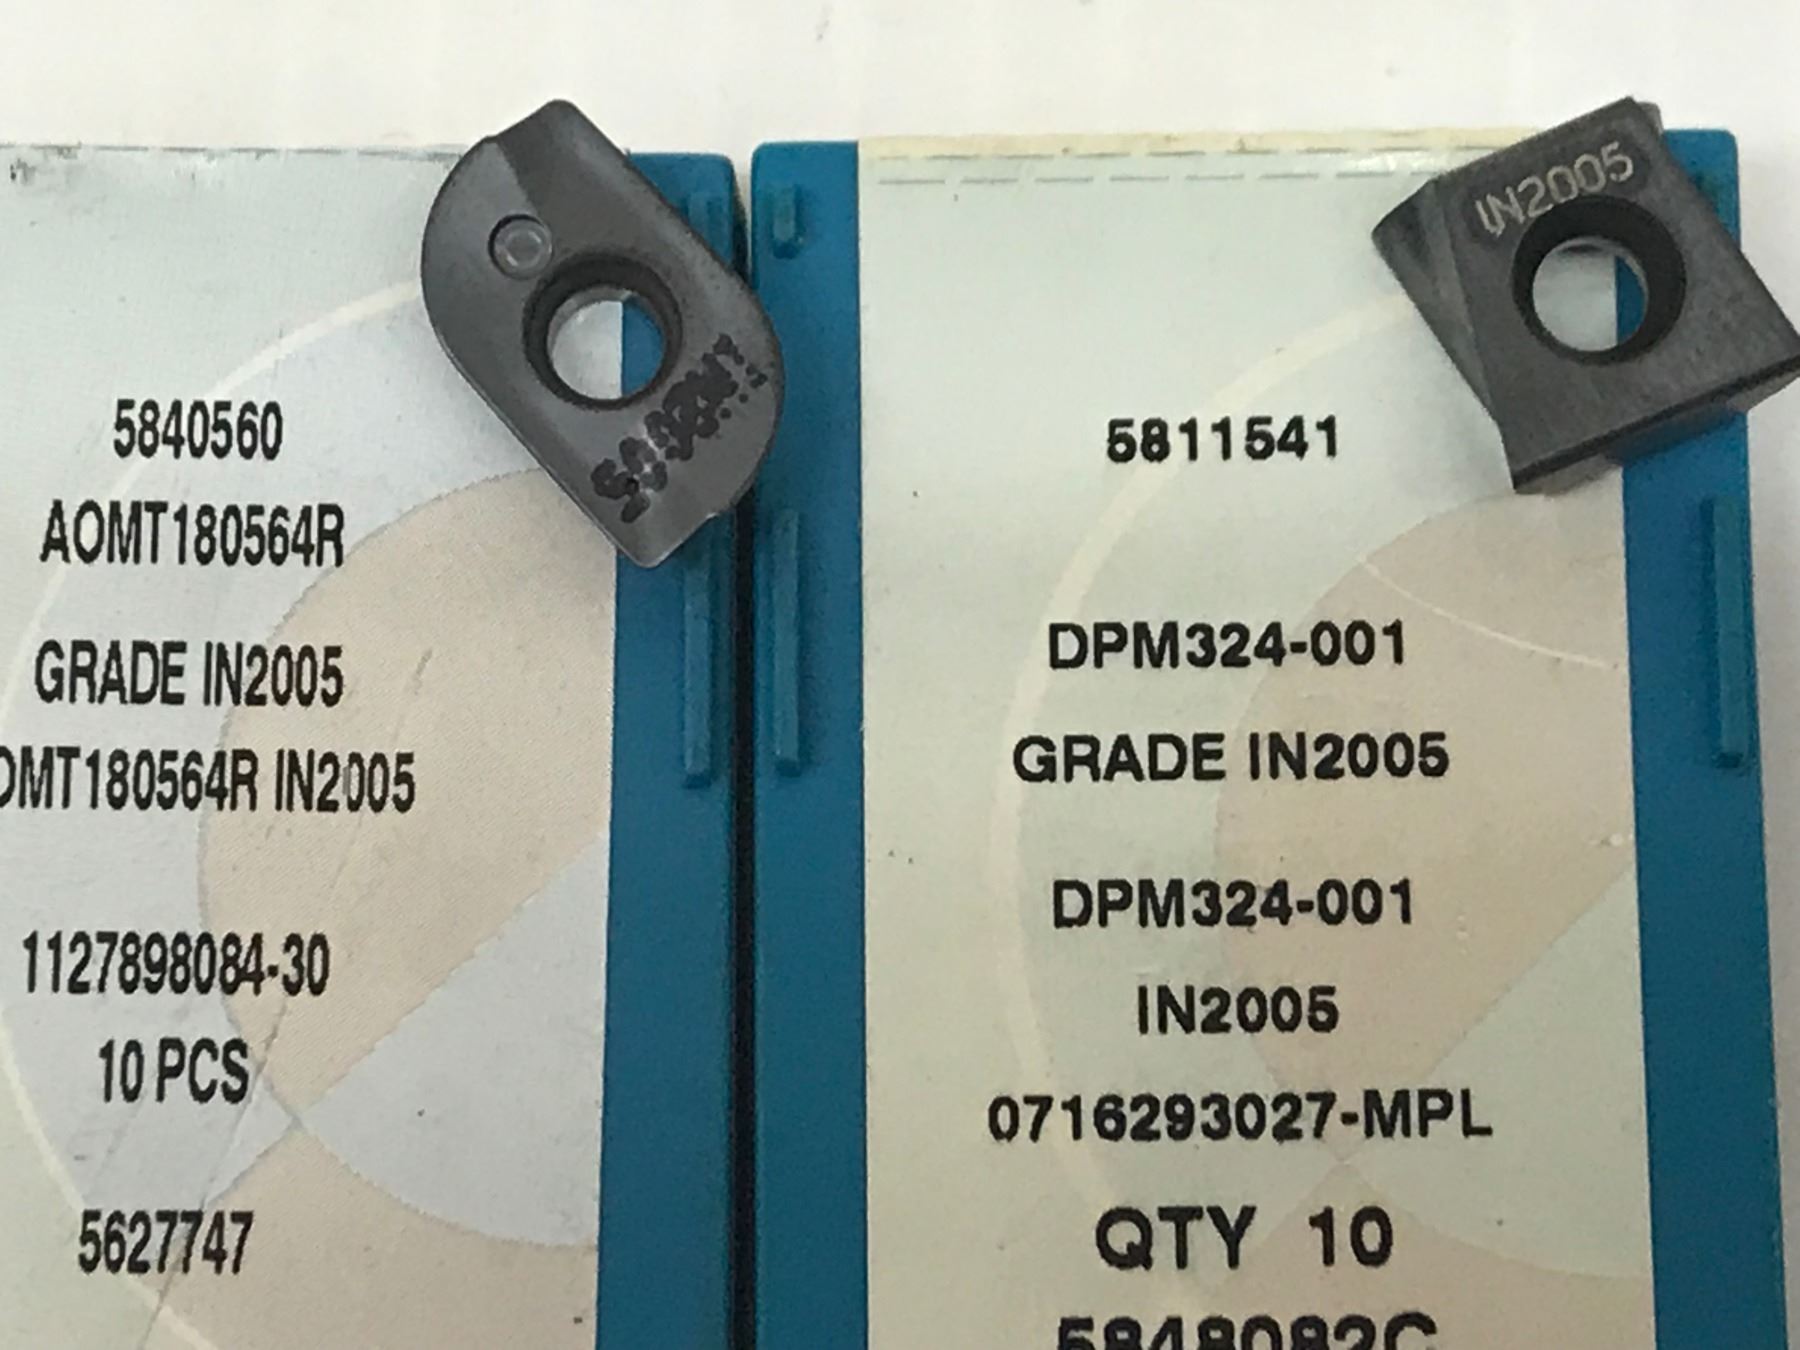 5840560
AOMT180564R
GRADE IN2005
OMT180564R IN2005
1127898084-30
10 PCS
5627747
IN2005
5811541
DPM324-001
GRADE IN2005
DPM324-001
IN2005
0716293027-MPL
QTY 10
5848082C